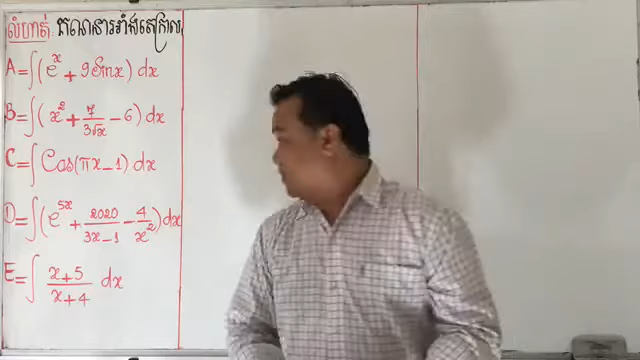 លំហាត់: គណនាអាំងតេក្រាល
A=∫(eˣ + 9sinx) dx
B=∫(x² + 7/(3√x) - 6) dx
C=∫Cos(πx-1) dx
D=∫(e⁵ˣ + 2020/(3x-1) - 4/x²) dx
E=∫ (x+5)/(x+4) dx